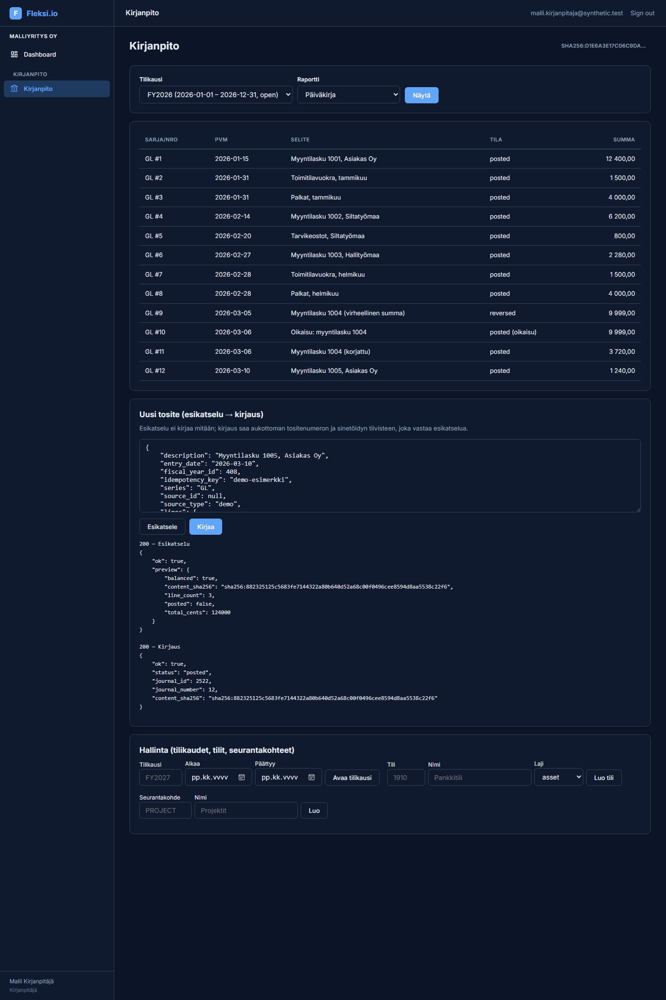 F Fleksi.io
Kirjanpito
malli.kirjanpitaja@synthetic.test Sign out
MALLIYRITYS OY
Dashboard
KIRJANPITO
Kirjanpito
Kirjanpito
SHA256:D1E6A3E17C06C9DA...
Tilikausi Raportti
FY2026 (2026-01-01 – 2026-12-31, open) Päiväkirja Näytä
SARJA/NRO PVM SELITE TILA SUMMA
GL #1 2026-01-15 Myyntilasku 1001, Asiakas Oy posted 12 400,00
GL #2 2026-01-31 Toimitilavuokra, tammikuu posted 1 500,00
GL #3 2026-01-31 Palkat, tammikuu posted 4 000,00
GL #4 2026-02-14 Myyntilasku 1002, Siltatyömaa posted 6 200,00
GL #5 2026-02-20 Tarvikeostot, Siltatyömaa posted 800,00
GL #6 2026-02-27 Myyntilasku 1003, Hallityömaa posted 2 280,00
GL #7 2026-02-28 Toimitilavuokra, helmikuu posted 1 500,00
GL #8 2026-02-28 Palkat, helmikuu posted 4 000,00
GL #9 2026-03-05 Myyntilasku 1004 (virheellinen summa) reversed 9 999,00
GL #10 2026-03-06 Oikaisu: myyntilasku 1004 posted (oikaisu) 9 999,00
GL #11 2026-03-06 Myyntilasku 1004 (korjattu) posted 3 720,00
GL #12 2026-03-10 Myyntilasku 1005, Asiakas Oy posted 1 240,00
Uusi tosite (esikatselu → kirjaus)
Esikatselu ei kirjaa mitään; kirjaus saa aukottoman tositenumeron ja sinetöidyn tiivisteen, joka vastaa esikatselua.
{
"description": "Myyntilasku 1005, Asiakas Oy",
"entry_date": "2026-03-10",
"fiscal_year_id": 408,
"idempotency_key": "demo-esimerkki",
"series": "GL",
"source_id": null,
"source_type": "demo",
"lines": [
Esikatsele Kirjaa
200 — Esikatselu
{
"ok": true,
"preview": {
"balanced": true,
"content_sha256": "sha256:882325125c5683fe7144322a80b640d52a68c00f0496cee8594d8aa5538c22f6",
"line_count": 3,
"posted": false,
"total_cents": 124000
}
}
200 — Kirjaus
{
"ok": true,
"status": "posted",
"journal_id": 2522,
"journal_number": 12,
"content_sha256": "sha256:882325125c5683fe7144322a80b640d52a68c00f0496cee8594d8aa5538c22f6"
}
Hallinta (tilikaudet, tilit, seurantakohteet)
Tilikausi Alkaa Päättyy Tili Nimi Laji
FY2027 pp.kk.vvvv pp.kk.vvvv Avaa tilikausi 1910 Pankkitili asset Luo tili
Seurantakohde Nimi
PROJECT Projektit Luo
Malli Kirjanpitäjä
Kirjanpitäjä